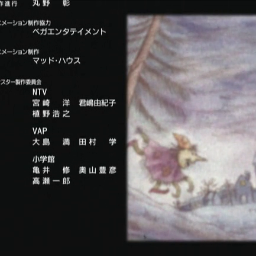 作進行 丸野 彰
ニメーション制作協力
ベガエンタテイメント
ニメーション制作
マッド・ハウス
スター製作委員会
NTV
宮崎 洋 君嶋由紀子
植野浩之
VAP
大島 満 田村 学
小学館
亀井 修 奥山豊彦
高瀬一郎